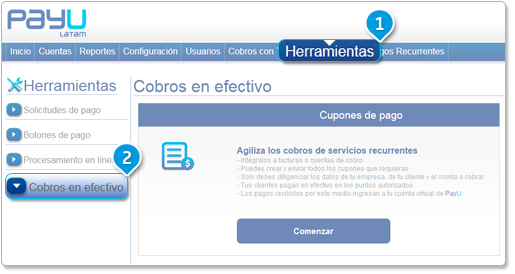 PayU
LATAM
1
Inicio Cuentas Reportes Configuración Usuarios Cobros con Herramientas Recurrentes
Herramientas
Solicitudes de pago
Botones de pago
Procesamiento en líne
2
Cobros en efectivo
Cobros en efectivo
Cupones de pago
Agiliza los cobros de servicios recurrentes
- Intégralos a facturas o cuentas de cobro
- Puedes crear y enviar todos los cupones que requieras
- Solo debes diligenciar los datos de tu empresa, de tu cliente y el monto a cobrar
- Tus clientes pagan en efectivo en los puntos autorizados
- Los pagos recibidos por este medio ingresan a tu cuenta virtual de PayU
Comenzar